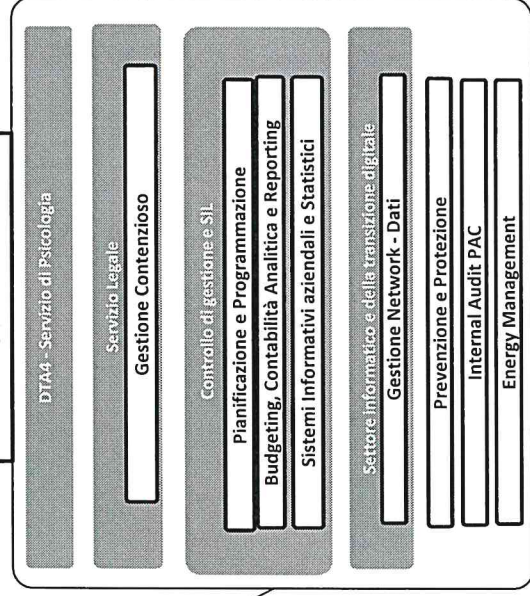 DTA4 - Servizio di Psicologia
Servizio Legale
Gestione Contenzioso
Controllo di gestione e SIL
Pianificazione e Programmazione
Budgeting, Contabilità Analitica e Reporting
Sistemi Informativi aziendali e Statistici
Settore informatico e della transizione digitale
Gestione Network - Dati
Prevenzione e Protezione
Internal Audit PAC
Energy Management